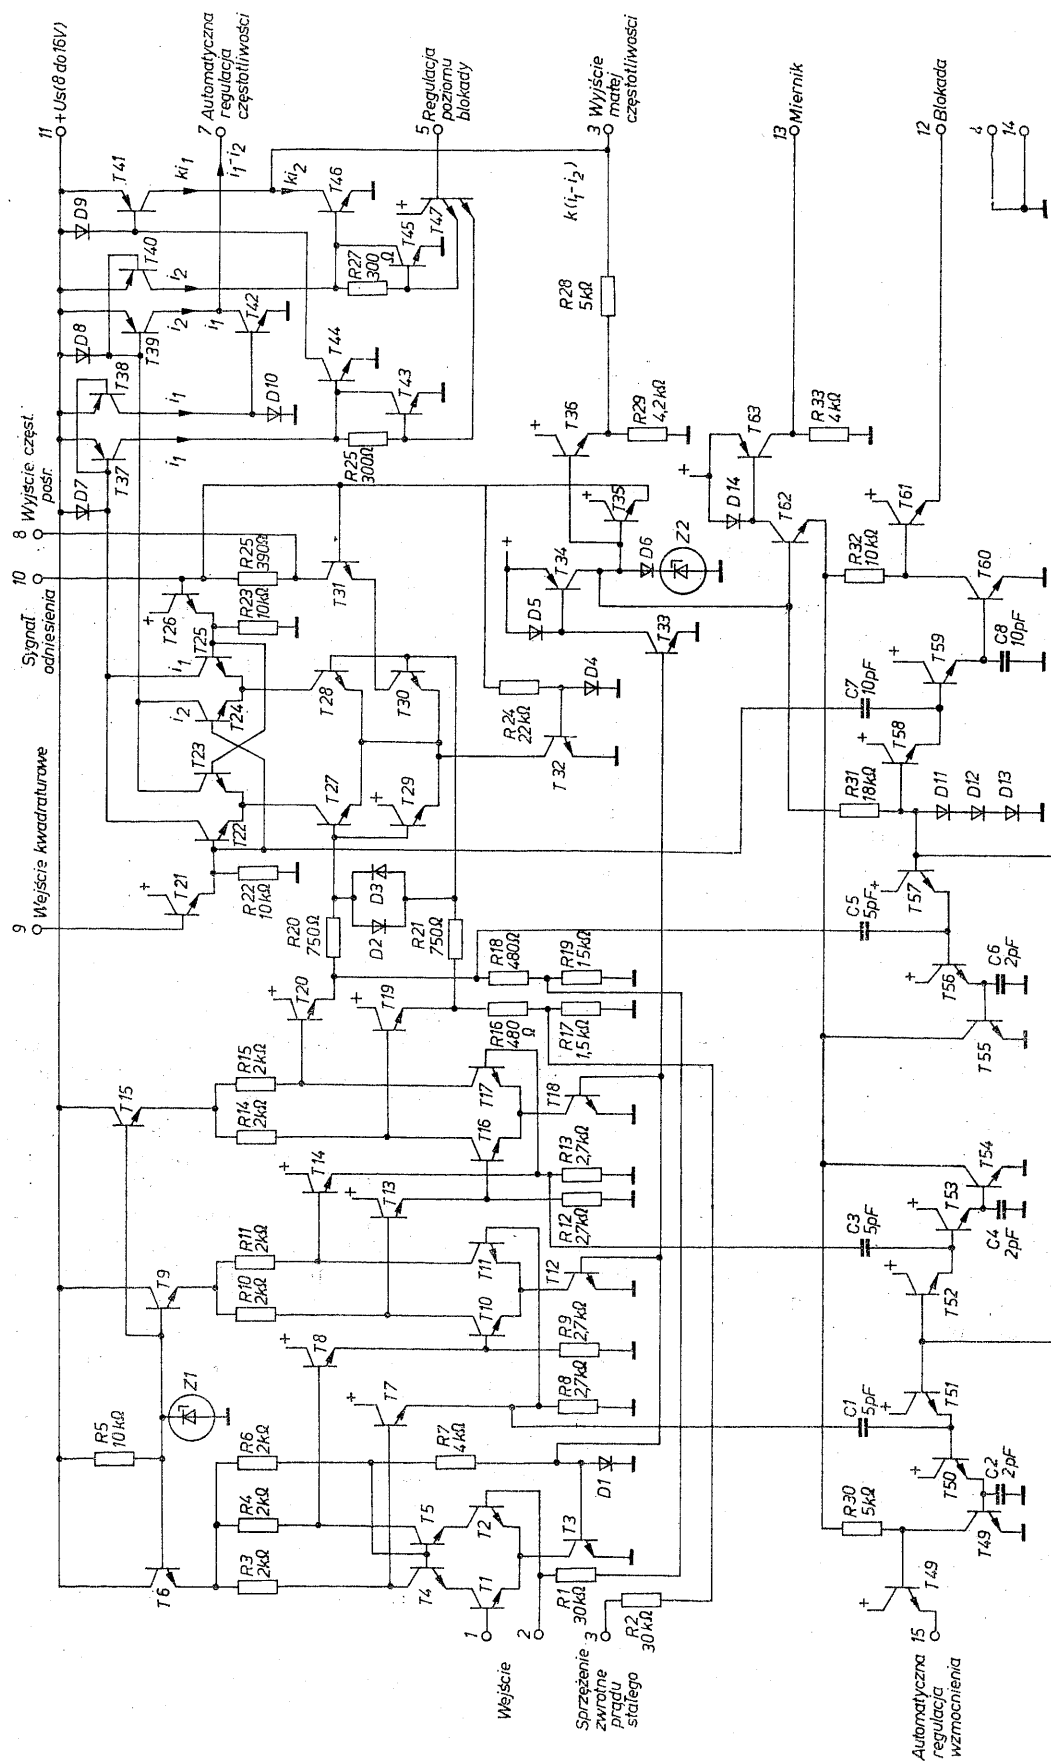 11
+Us(8 do 16V)
7
Automatyczna
regulacja
częstotliwości
5
Regulacja
poziomu
blokady
3
Wyjście
małej
częstotliwości
13
Miernik
12
Blokada
4
14
8
Wyjście częst.
pośr.
10
Sygnał
odniesienia
9
Wejście kwadraturowe
D9
T41
ki₁
i₁-i₂
ki₂
T46
T40
i₂
R27
300
Ω
T45
T47
+
k(i₁-i₂)
D8
T39
i₂
i₁
T42
T38
i₁
D10
T44
T43
R28
5kΩ
D7
T37
i₁
R25
300Ω
T36
+
R29
4,2kΩ
T63
R33
4kΩ
+
D14
T62
R32
10kΩ
+
T61
T60
R25
390Ω
R23
10kΩ
+
T26
T25
i₁
i₂
T24
T23
T22
T31
T28
T30
T27
T29
+
T35
+
T34
+
D5
D6
Z2
T33
R24
22kΩ
D4
T32
C8
10pF
T59
+
C7
10pF
T58
+
R31
18kΩ
D11
D12
D13
+
T21
R22
10kΩ
R20
750Ω
D3
D2
R21
750Ω
T57
C5
5pF
+
T56
+
C6
2pF
T55
T20
+
T19
+
R18
480Ω
R19
15kΩ
R16
480
Ω
R17
1,5kΩ
T15
R15
2kΩ
R14
2kΩ
T17
T16
T18
T14
+
T13
+
R13
2,7kΩ
R12
2,7kΩ
T54
T53
C4
2pF
C3
5pF
T52
+
T9
R11
2kΩ
R10
2kΩ
T11
T10
T12
T8
+
R9
2,7kΩ
R8
2,7kΩ
T7
+
Z1
R5
10kΩ
R6
2kΩ
R7
4kΩ
R4
2kΩ
R3
2kΩ
T6
T5
T4
T2
T1
T3
D1
R1
30kΩ
R2
30kΩ
1
2
3
Wejście
Sprzężenie
zwrotne
prądu
stałego
C1
5pF
+
T51
T50
+
C2
2pF
R30
5kΩ
T49
T49
+
15
Automatyczna
regulacja
wzmocnienia